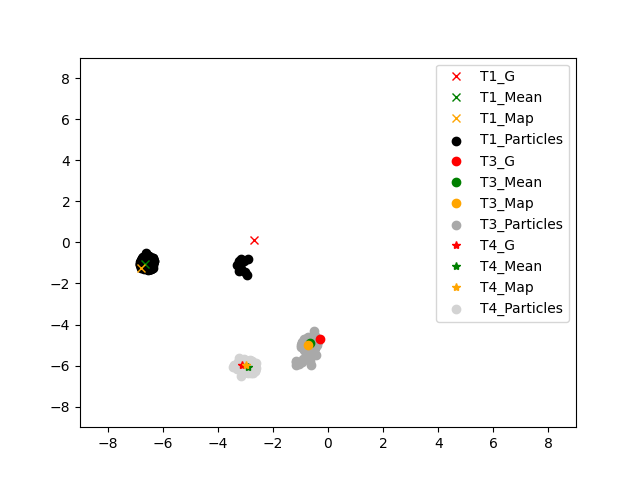 8
6
4
2
0
−2
−4
−6
−8
−8 −6 −4 −2 0 2 4 6 8
T1_G
T1_Mean
T1_Map
T1_Particles
T3_G
T3_Mean
T3_Map
T3_Particles
T4_G
T4_Mean
T4_Map
T4_Particles